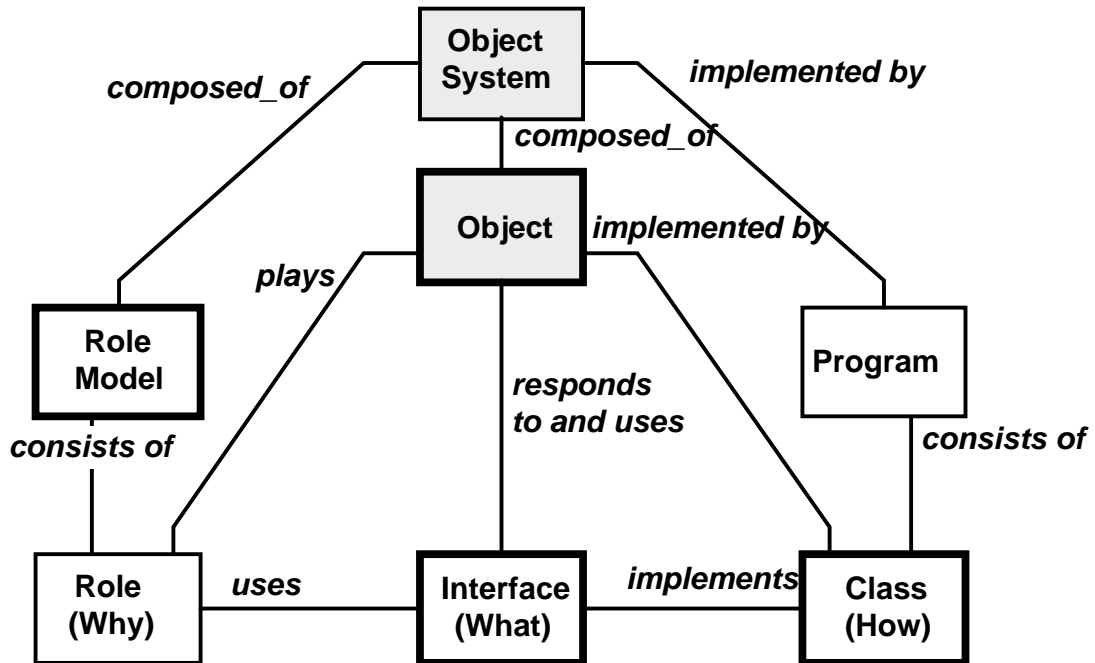 Object
System
composed_of
implemented by
composed_of
Object
implemented by
plays
Role
Model
Program
responds
to and uses
consists of
consists of
Role
(Why)
uses
Interface
(What)
implements
Class
(How)